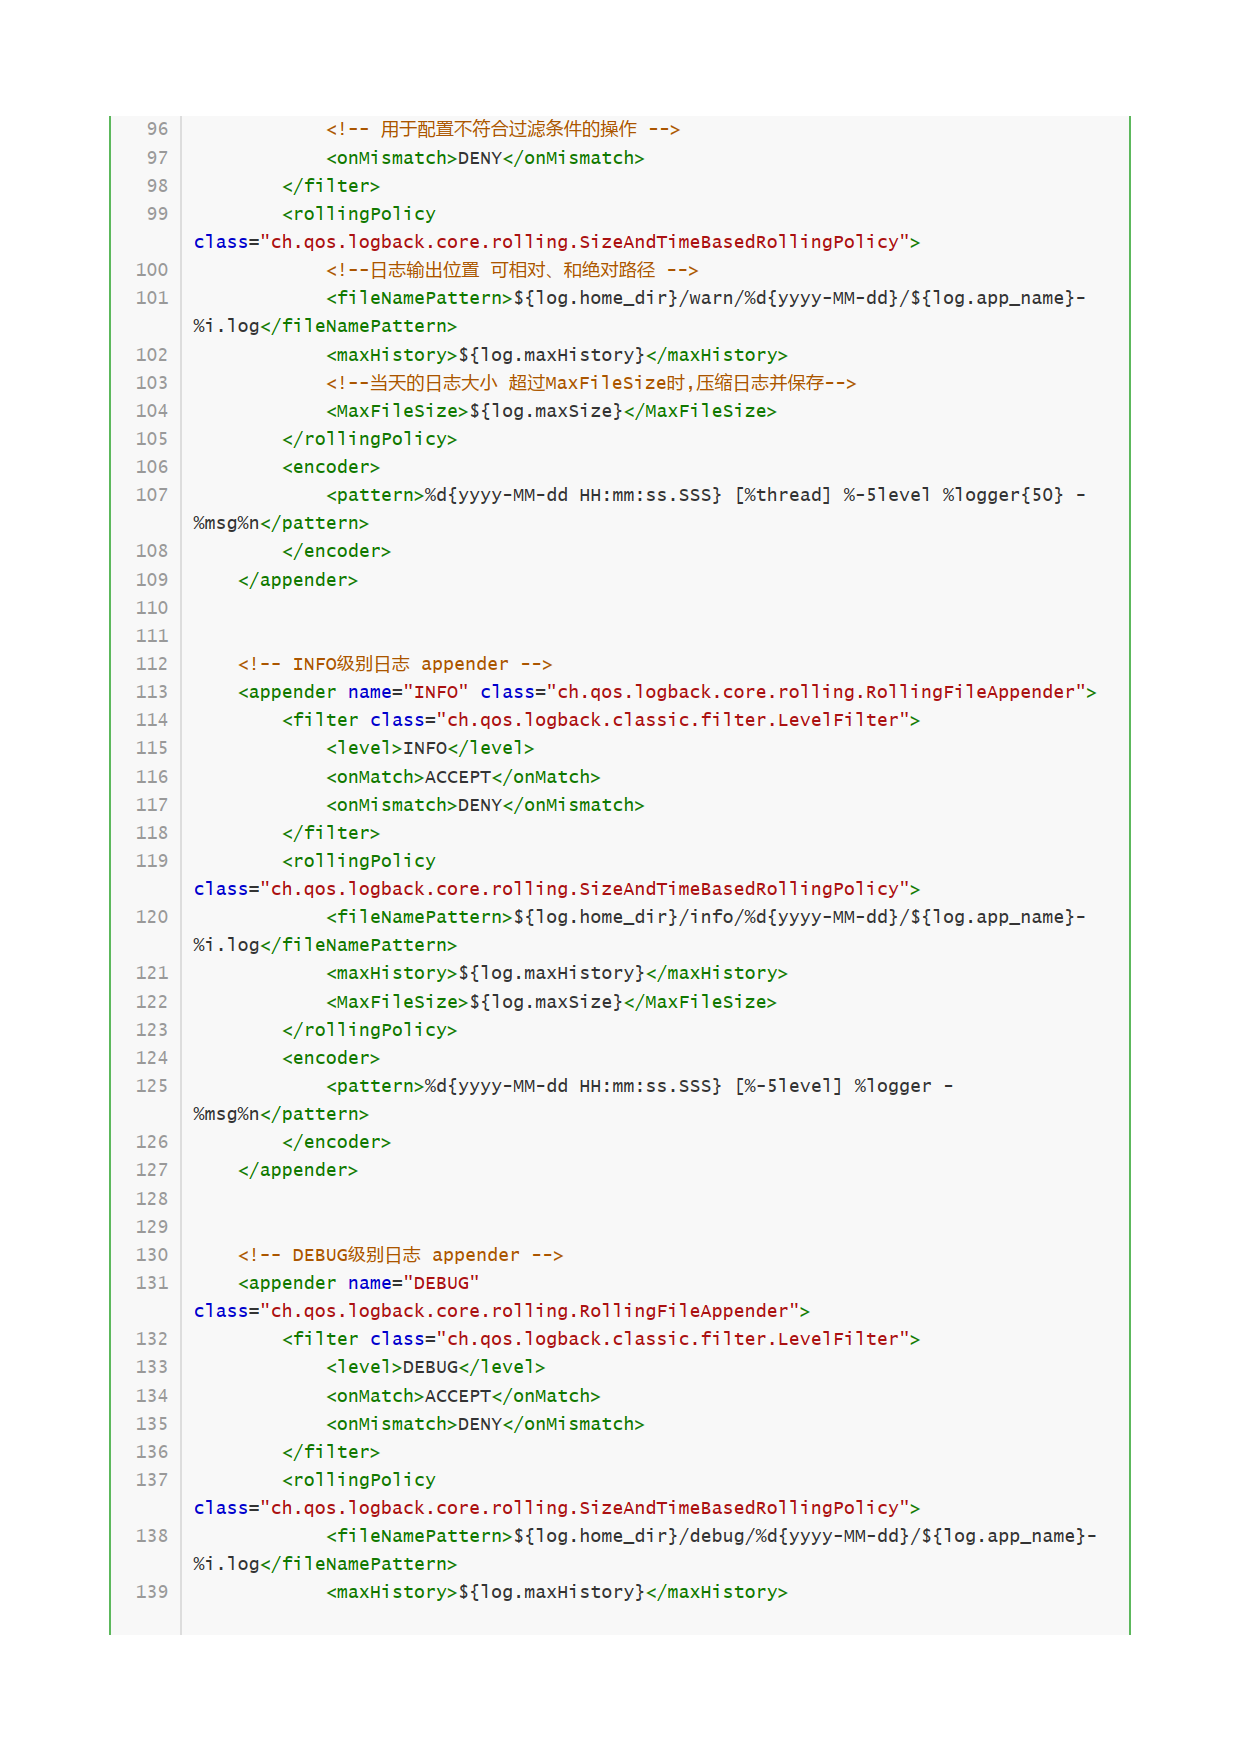 96 <!-- 用于配置不符合过滤条件的操作 -->
97 <onMismatch>DENY</onMismatch>
98 </filter>
99 <rollingPolicy
class="ch.qos.logback.core.rolling.SizeAndTimeBasedRollingPolicy">
100 <!--日志输出位置 可相对、和绝对路径 -->
101 <fileNamePattern>${log.home_dir}/warn/%d{yyyy-MM-dd}/${log.app_name}-
%i.log</fileNamePattern>
102 <maxHistory>${log.maxHistory}</maxHistory>
103 <!--当天的日志大小 超过MaxFileSize时,压缩日志并保存-->
104 <MaxFileSize>${log.maxSize}</MaxFileSize>
105 </rollingPolicy>
106 <encoder>
107 <pattern>%d{yyyy-MM-dd HH:mm:ss.SSS} [%thread] %-5level %logger{50} -
%msg%n</pattern>
108 </encoder>
109 </appender>
110
111
112 <!-- INFO级别日志 appender -->
113 <appender name="INFO" class="ch.qos.logback.core.rolling.RollingFileAppender">
114 <filter class="ch.qos.logback.classic.filter.LevelFilter">
115 <level>INFO</level>
116 <onMatch>ACCEPT</onMatch>
117 <onMismatch>DENY</onMismatch>
118 </filter>
119 <rollingPolicy
class="ch.qos.logback.core.rolling.SizeAndTimeBasedRollingPolicy">
120 <fileNamePattern>${log.home_dir}/info/%d{yyyy-MM-dd}/${log.app_name}-
%i.log</fileNamePattern>
121 <maxHistory>${log.maxHistory}</maxHistory>
122 <MaxFileSize>${log.maxSize}</MaxFileSize>
123 </rollingPolicy>
124 <encoder>
125 <pattern>%d{yyyy-MM-dd HH:mm:ss.SSS} [%-5level] %logger -
%msg%n</pattern>
126 </encoder>
127 </appender>
128
129
130 <!-- DEBUG级别日志 appender -->
131 <appender name="DEBUG"
class="ch.qos.logback.core.rolling.RollingFileAppender">
132 <filter class="ch.qos.logback.classic.filter.LevelFilter">
133 <level>DEBUG</level>
134 <onMatch>ACCEPT</onMatch>
135 <onMismatch>DENY</onMismatch>
136 </filter>
137 <rollingPolicy
class="ch.qos.logback.core.rolling.SizeAndTimeBasedRollingPolicy">
138 <fileNamePattern>${log.home_dir}/debug/%d{yyyy-MM-dd}/${log.app_name}-
%i.log</fileNamePattern>
139 <maxHistory>${log.maxHistory}</maxHistory>